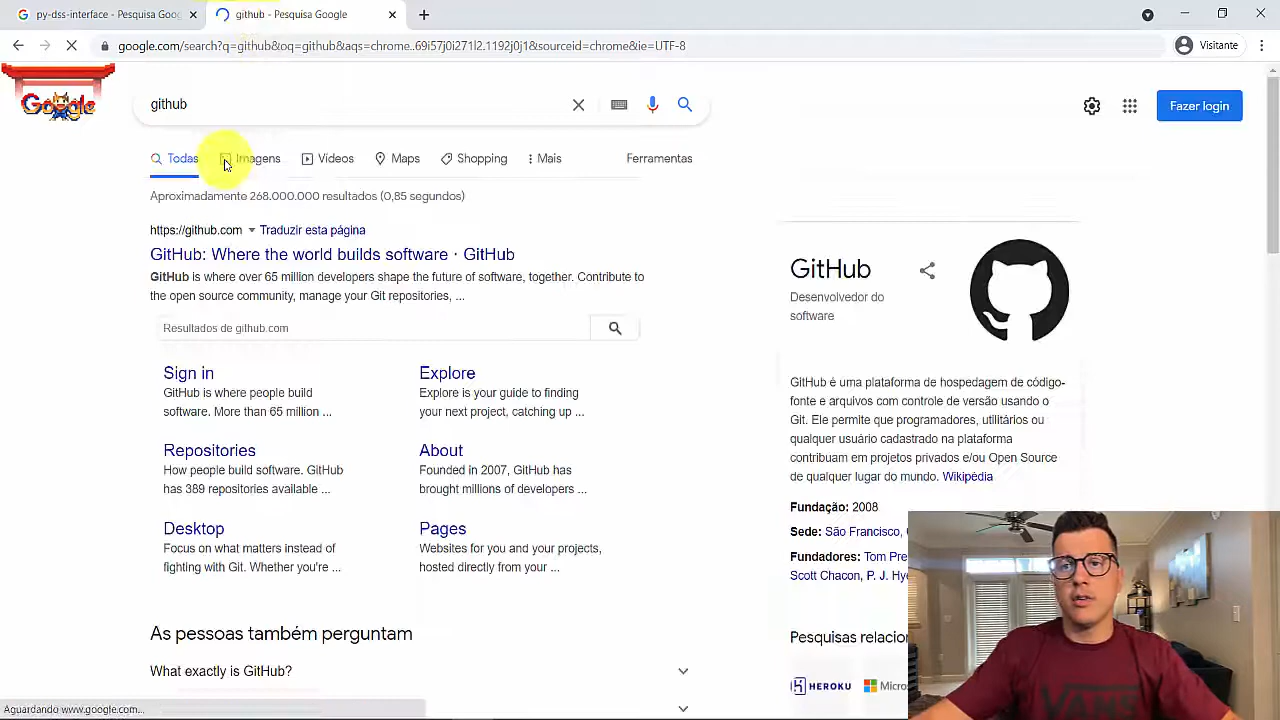 py-dss-interface - Pesquisa Goog
github - Pesquisa Google
google.com/search?q=github&oq=github&aqs=chrome..69i57j0i271l2.1192j0j1&sourceid=chrome&ie=UTF-8
Visitante
Google
github
Fazer login
Todas
Imagens
Vídeos
Maps
Shopping
Mais
Ferramentas
Aproximadamente 268.000.000 resultados (0,85 segundos)
https://github.com
Traduzir esta página
GitHub: Where the world builds software · GitHub
GitHub is where over 65 million developers shape the future of software, together. Contribute to
the open source community, manage your Git repositories, ...
Resultados de github.com
Sign in
GitHub is where people build
software. More than 65 million ...
Explore
Explore is your guide to finding
your next project, catching up ...
Repositories
How people build software. GitHub
has 389 repositories available ...
About
Founded in 2007, GitHub has
brought millions of developers ...
Desktop
Focus on what matters instead of
fighting with Git. Whether you're ...
Pages
Websites for you and your projects,
hosted directly from your ...
As pessoas também perguntam
What exactly is GitHub?
GitHub
Desenvolvedor do
software
GitHub é uma plataforma de hospedagem de código-
fonte e arquivos com controle de versão usando o
Git. Ele permite que programadores, utilitários ou
qualquer usuário cadastrado na plataforma
contribuam em projetos privados e/ou Open Source
de qualquer lugar do mundo. Wikipédia
Fundação: 2008
Sede: São Francisco,
Fundadores: Tom Pre
Scott Chacon, P. J. Hye
Pesquisas relacio
HEROKU
Micros
VANS
Aguardando www.google.com...